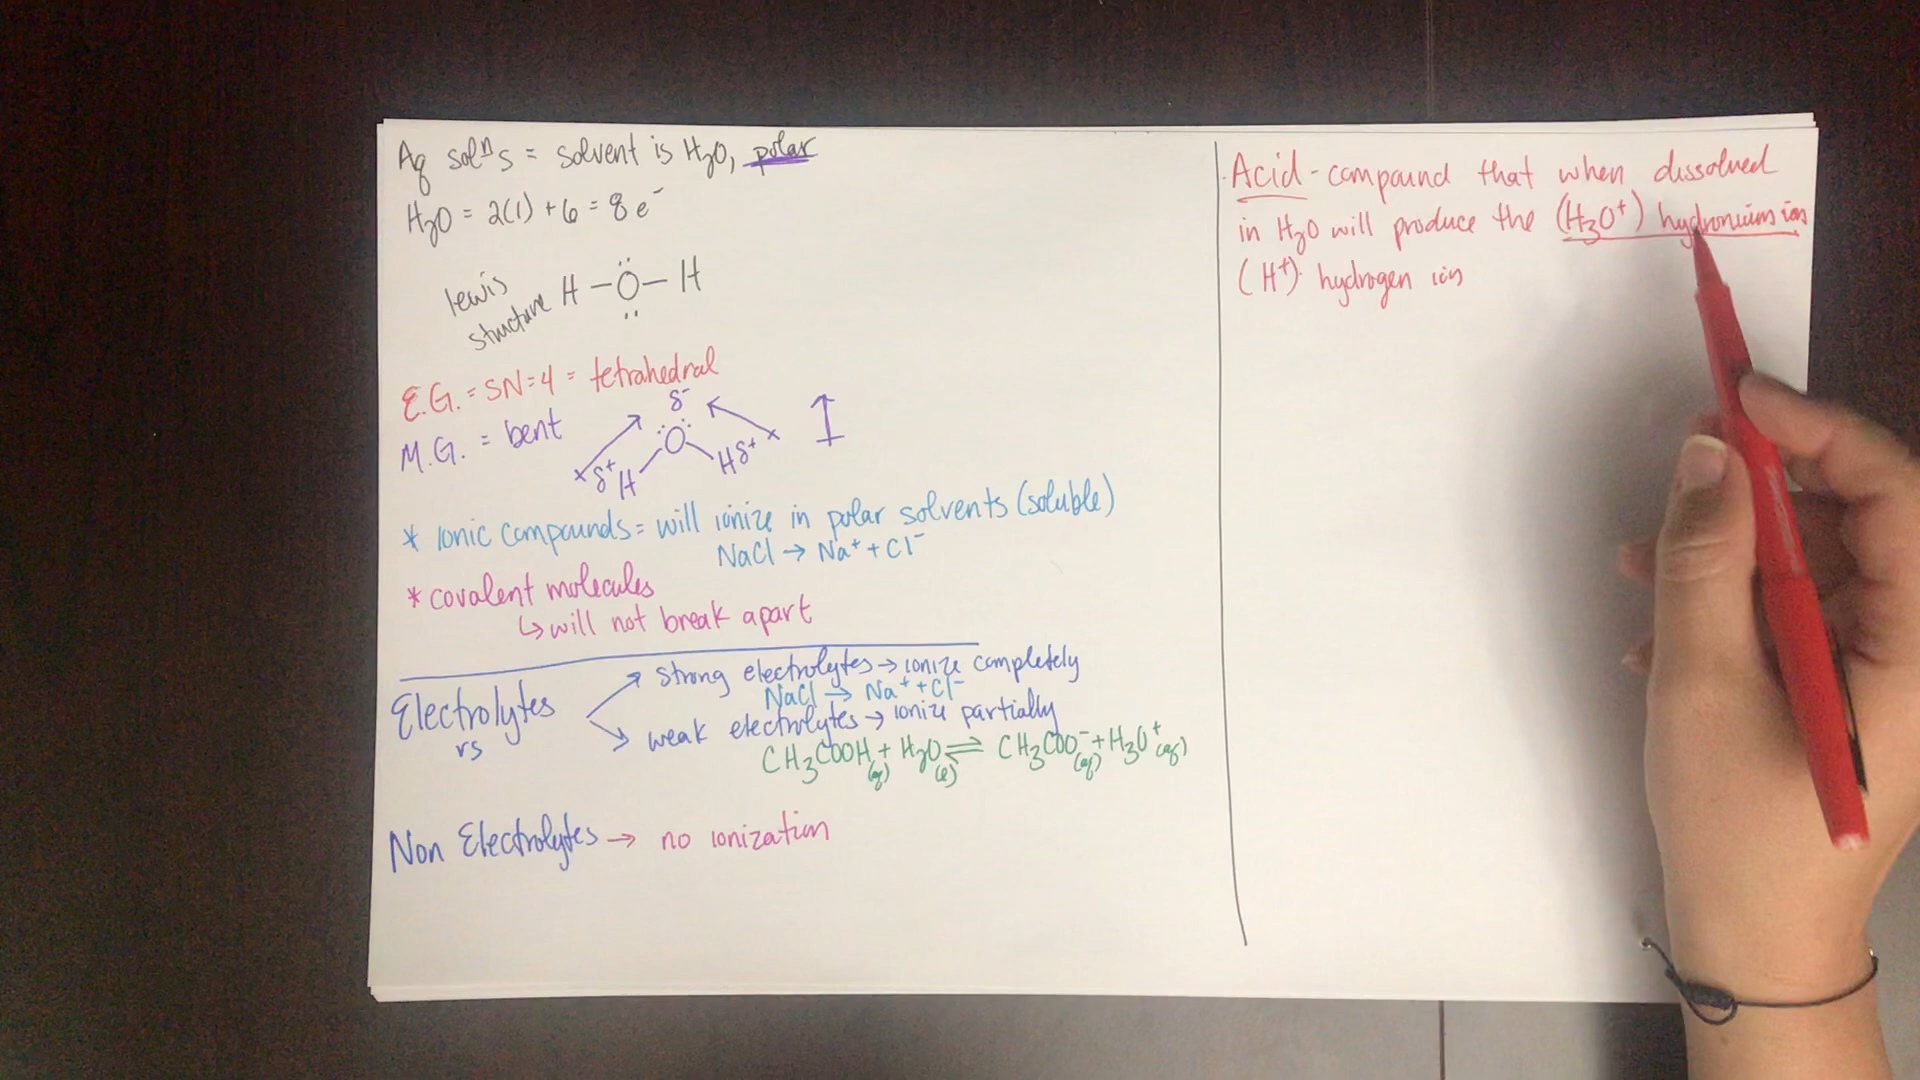 Aq solⁿs = solvent is H₂O, polar
H₂O = 2(1) + 6 = 8 e⁻
lewis structure H – Ö – H
E.G. = SN=4 = tetrahedral
M.G. = bent
δ⁻
O
δ⁺ H
Hδ⁺
* Ionic compounds = will ionize in polar solvents (soluble)
NaCl → Na⁺ + Cl⁻
* covalent molecules
↳ will not break apart
Electrolytes
vs
strong electrolytes → ionize completely
NaCl → Na⁺ + Cl⁻
weak electrolytes → ionize partially
CH₃COOH(aq) + H₂O(l) ⇌ CH₃COO⁻(aq) + H₃O⁺(aq)
Non Electrolytes → no ionization
Acid - compound that when dissolved
in H₂O will produce the (H₃O⁺) hydronium ion
(H⁺) hydrogen ion